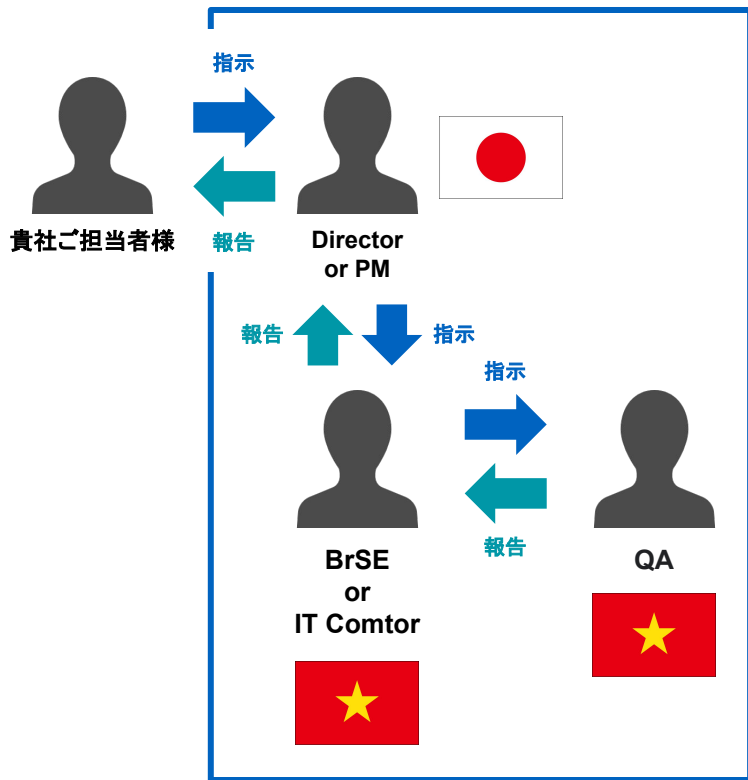 指示
貴社ご担当者様
報告
Director
or PM
報告
指示
指示
報告
BrSE
or
IT Comtor
QA